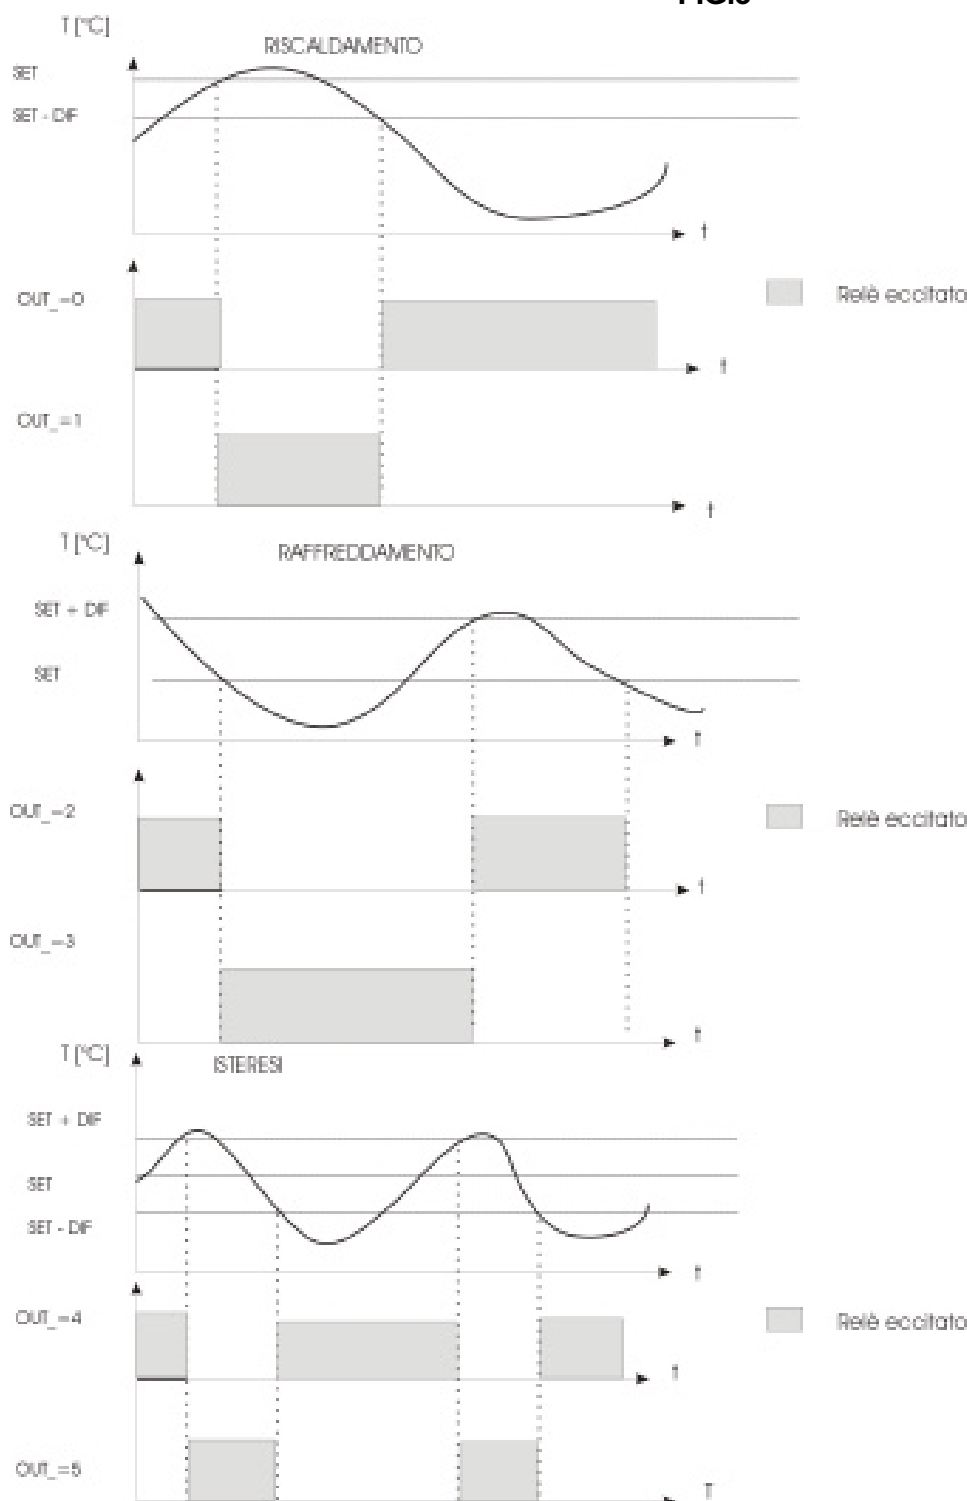 T [°C]
RISCALDAMENTO
SET
SET - DIF
t
OUT_=0
Relè eccitato
t
OUT_=1
t
T [°C]
RAFFREDDAMENTO
SET + DIF
SET
t
OUT_=2
Relè eccitato
t
OUT_=3
t
T [°C]
ISTERESI
SET + DIF
SET
SET - DIF
t
OUT_=4
Relè eccitato
t
OUT_=5
T